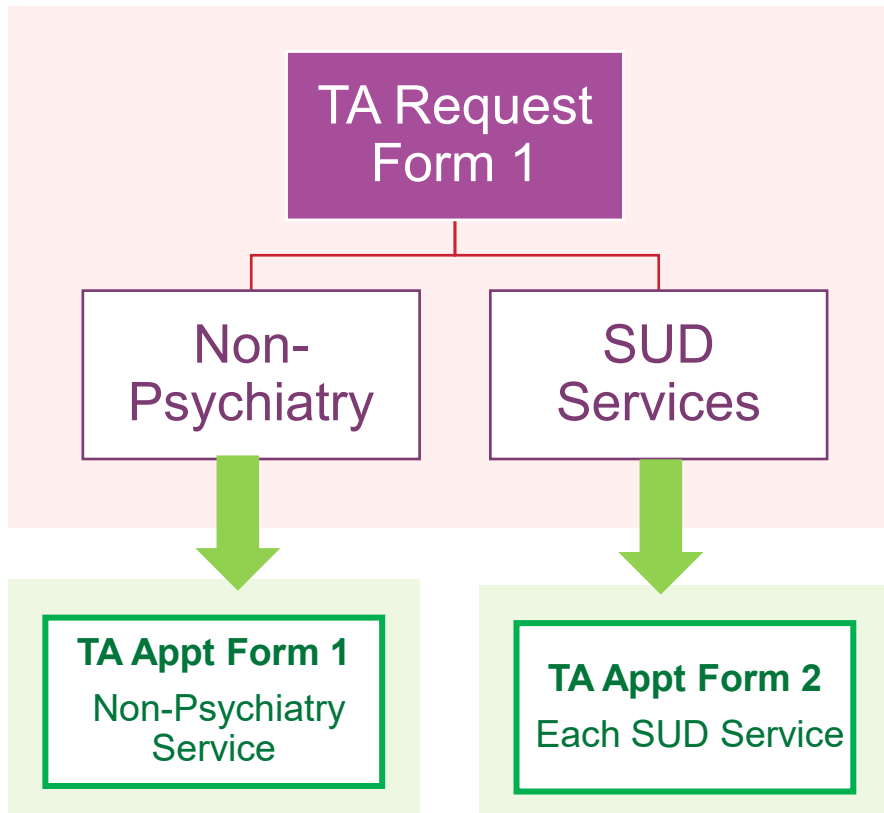 TA Request
Form 1
Non-
Psychiatry
SUD
Services
TA Appt Form 1
Non-Psychiatry
Service
TA Appt Form 2
Each SUD Service